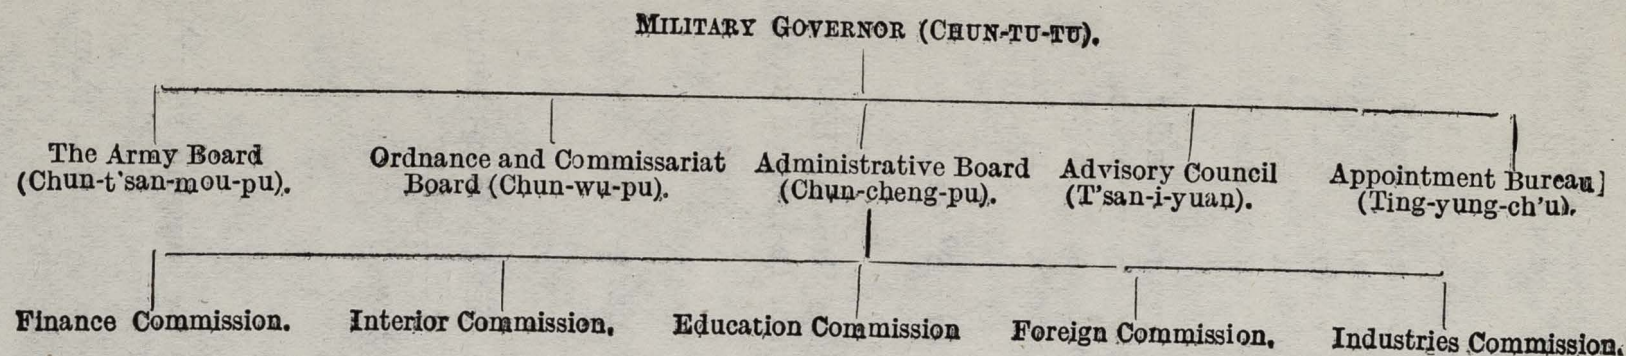 MILITARY GOVERNOR (CHUN-TU-TU).
The Army Board
(Chun-t'san-mou-pu).
Ordnance and Commissariat
Board (Chun-wu-pu).
Administrative Board
(Chun-cheng-pu).
Advisory Council
(T'san-i-yuan).
Appointment Bureau]
(Ting-yung-ch'u).
Finance Commission.
Interior Commission,
Education Commission
Foreign Commission,
Industries Commission,